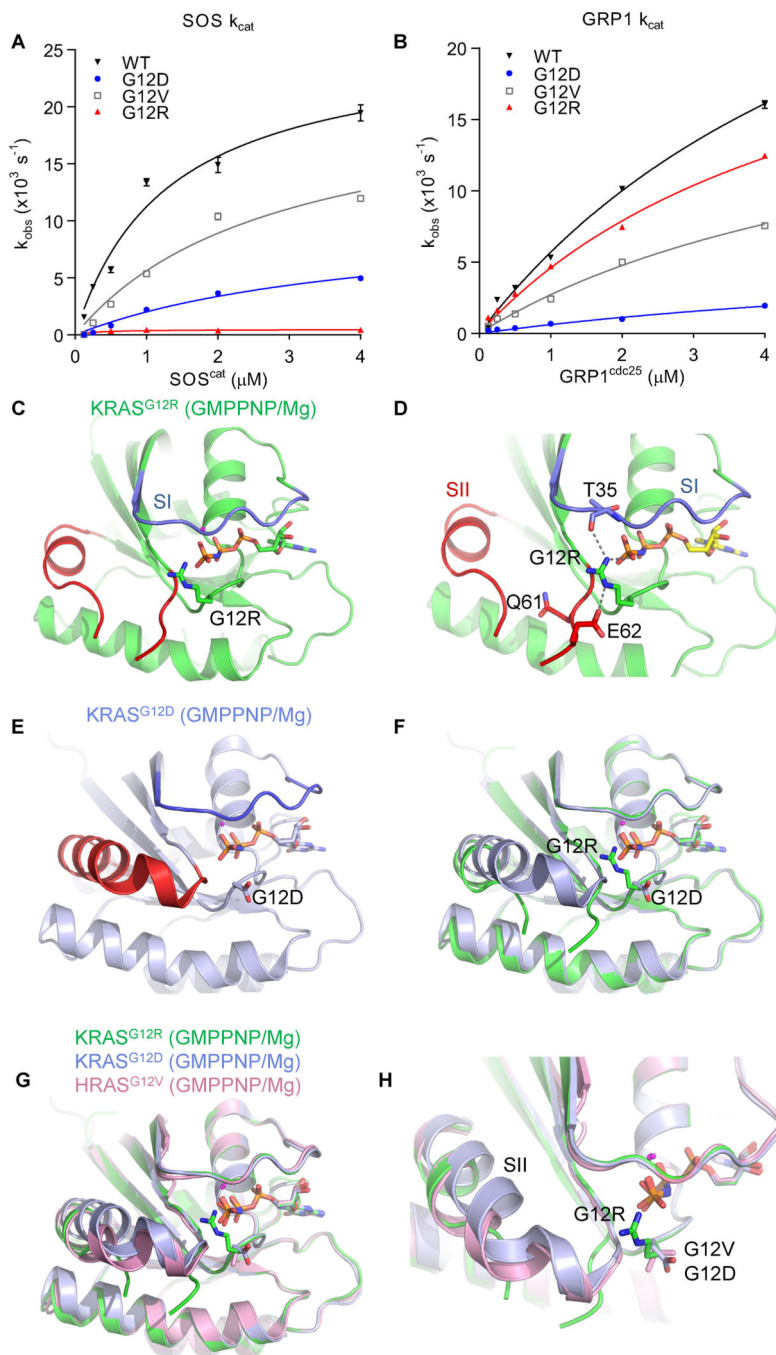 SOS kcat
A
WT
G12D
G12V
G12R
25
20
15
10
5
0
kobs (x10³ s⁻¹)
0 1 2 3 4
SOScat (μM)
GRP1 kcat
B
WT
G12D
G12V
G12R
20
15
10
5
0
kobs (x10³ s⁻¹)
0 1 2 3 4
GRP1cdc25 (μM)
C
KRASG12R (GMPPNP/Mg)
SI
G12R
D
SII
T35
SI
G12R
Q61
E62
E
KRASG12D (GMPPNP/Mg)
G12D
F
G12R
G12D
KRASG12R (GMPPNP/Mg)
KRASG12D (GMPPNP/Mg)
HRASG12V (GMPPNP/Mg)
G
H
SII
G12R
G12V
G12D